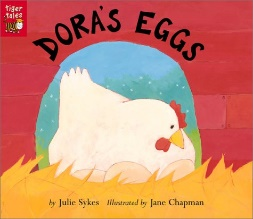 tiger tales
DORA'S EGGS
by Julie Sykes Illustrated by Jane Chapman